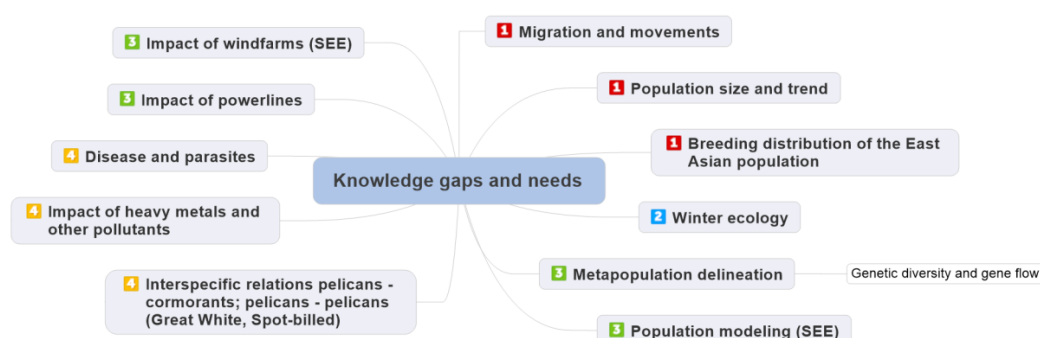 3 Impact of windfarms (SEE)
3 Impact of powerlines
4 Disease and parasites
4 Impact of heavy metals and
other pollutants
4 Interspecific relations pelicans -
cormorants; pelicans - pelicans
(Great White, Spot-billed)
Knowledge gaps and needs
1 Migration and movements
1 Population size and trend
1 Breeding distribution of the East
Asian population
2 Winter ecology
3 Metapopulation delineation
Genetic diversity and gene flow
3 Population modeling (SEE)